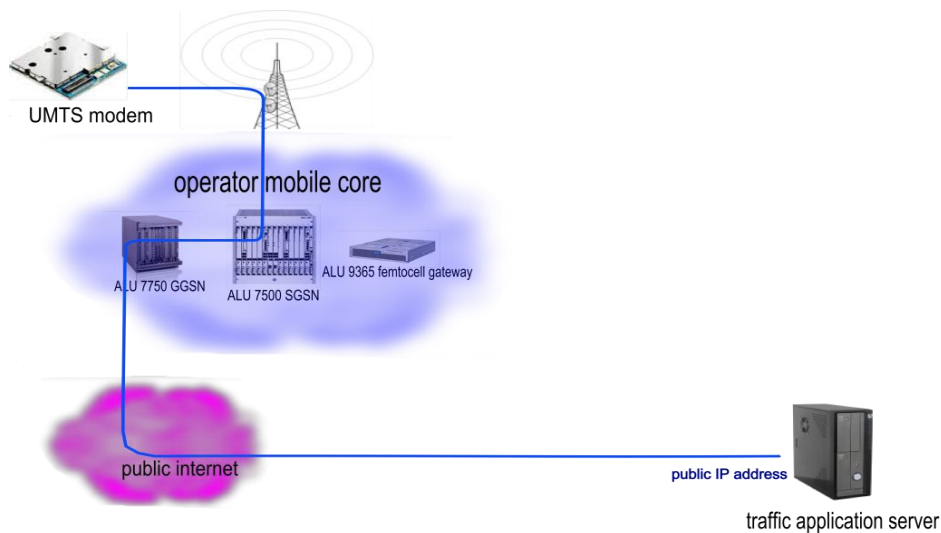 UMTS modem
operator mobile core
ALU 7750 GGSN
ALU 7500 SGSN
ALU 9365 femtocell gateway
public internet
public IP address
traffic application server